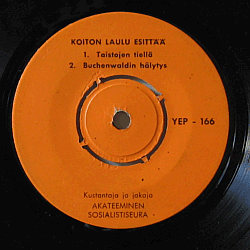 KOITON LAULU ESITTÄÄ
1. Taistojen tiellä
2. Buchenwaldin hälytys
YEP - 166
Kustantaja ja jakaja
AKATEEMINEN
SOSIALISTISEURA